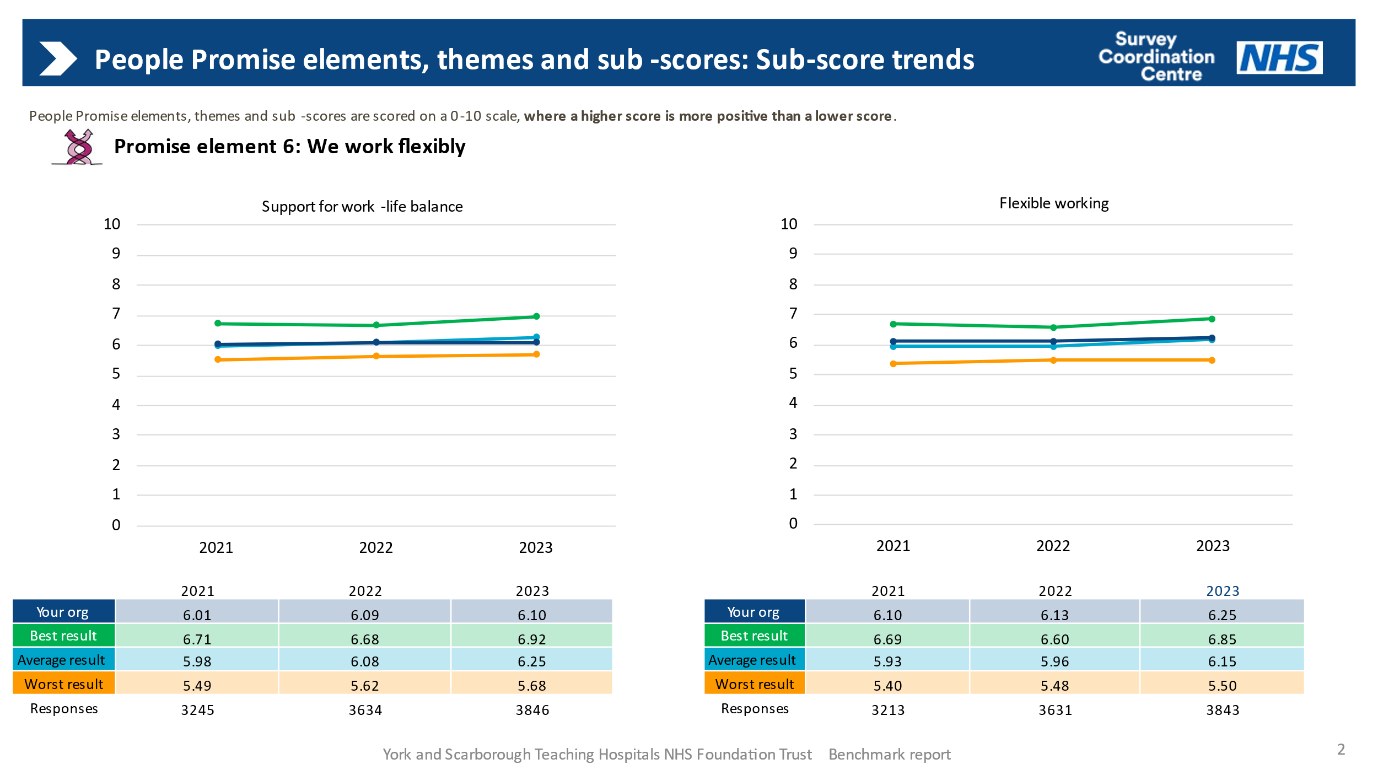 People Promise elements, themes and sub -scores: Sub-score trends
Survey
Coordination
Centre
NHS
People Promise elements, themes and sub -scores are scored on a 0-10 scale, where a higher score is more positive than a lower score.
Promise element 6: We work flexibly
Support for work -life balance
10
9
8
7
6
5
4
3
2
1
0
2021 2022 2023
2021 2022 2023
Your org 6.01 6.09 6.10
Best result 6.71 6.68 6.92
Average result 5.98 6.08 6.25
Worst result 5.49 5.62 5.68
Responses 3245 3634 3846
Flexible working
10
9
8
7
6
5
4
3
2
1
0
2021 2022 2023
2021 2022 2023
Your org 6.10 6.13 6.25
Best result 6.69 6.60 6.85
Average result 5.93 5.96 6.15
Worst result 5.40 5.48 5.50
Responses 3213 3631 3843
York and Scarborough Teaching Hospitals NHS Foundation Trust Benchmark report
2